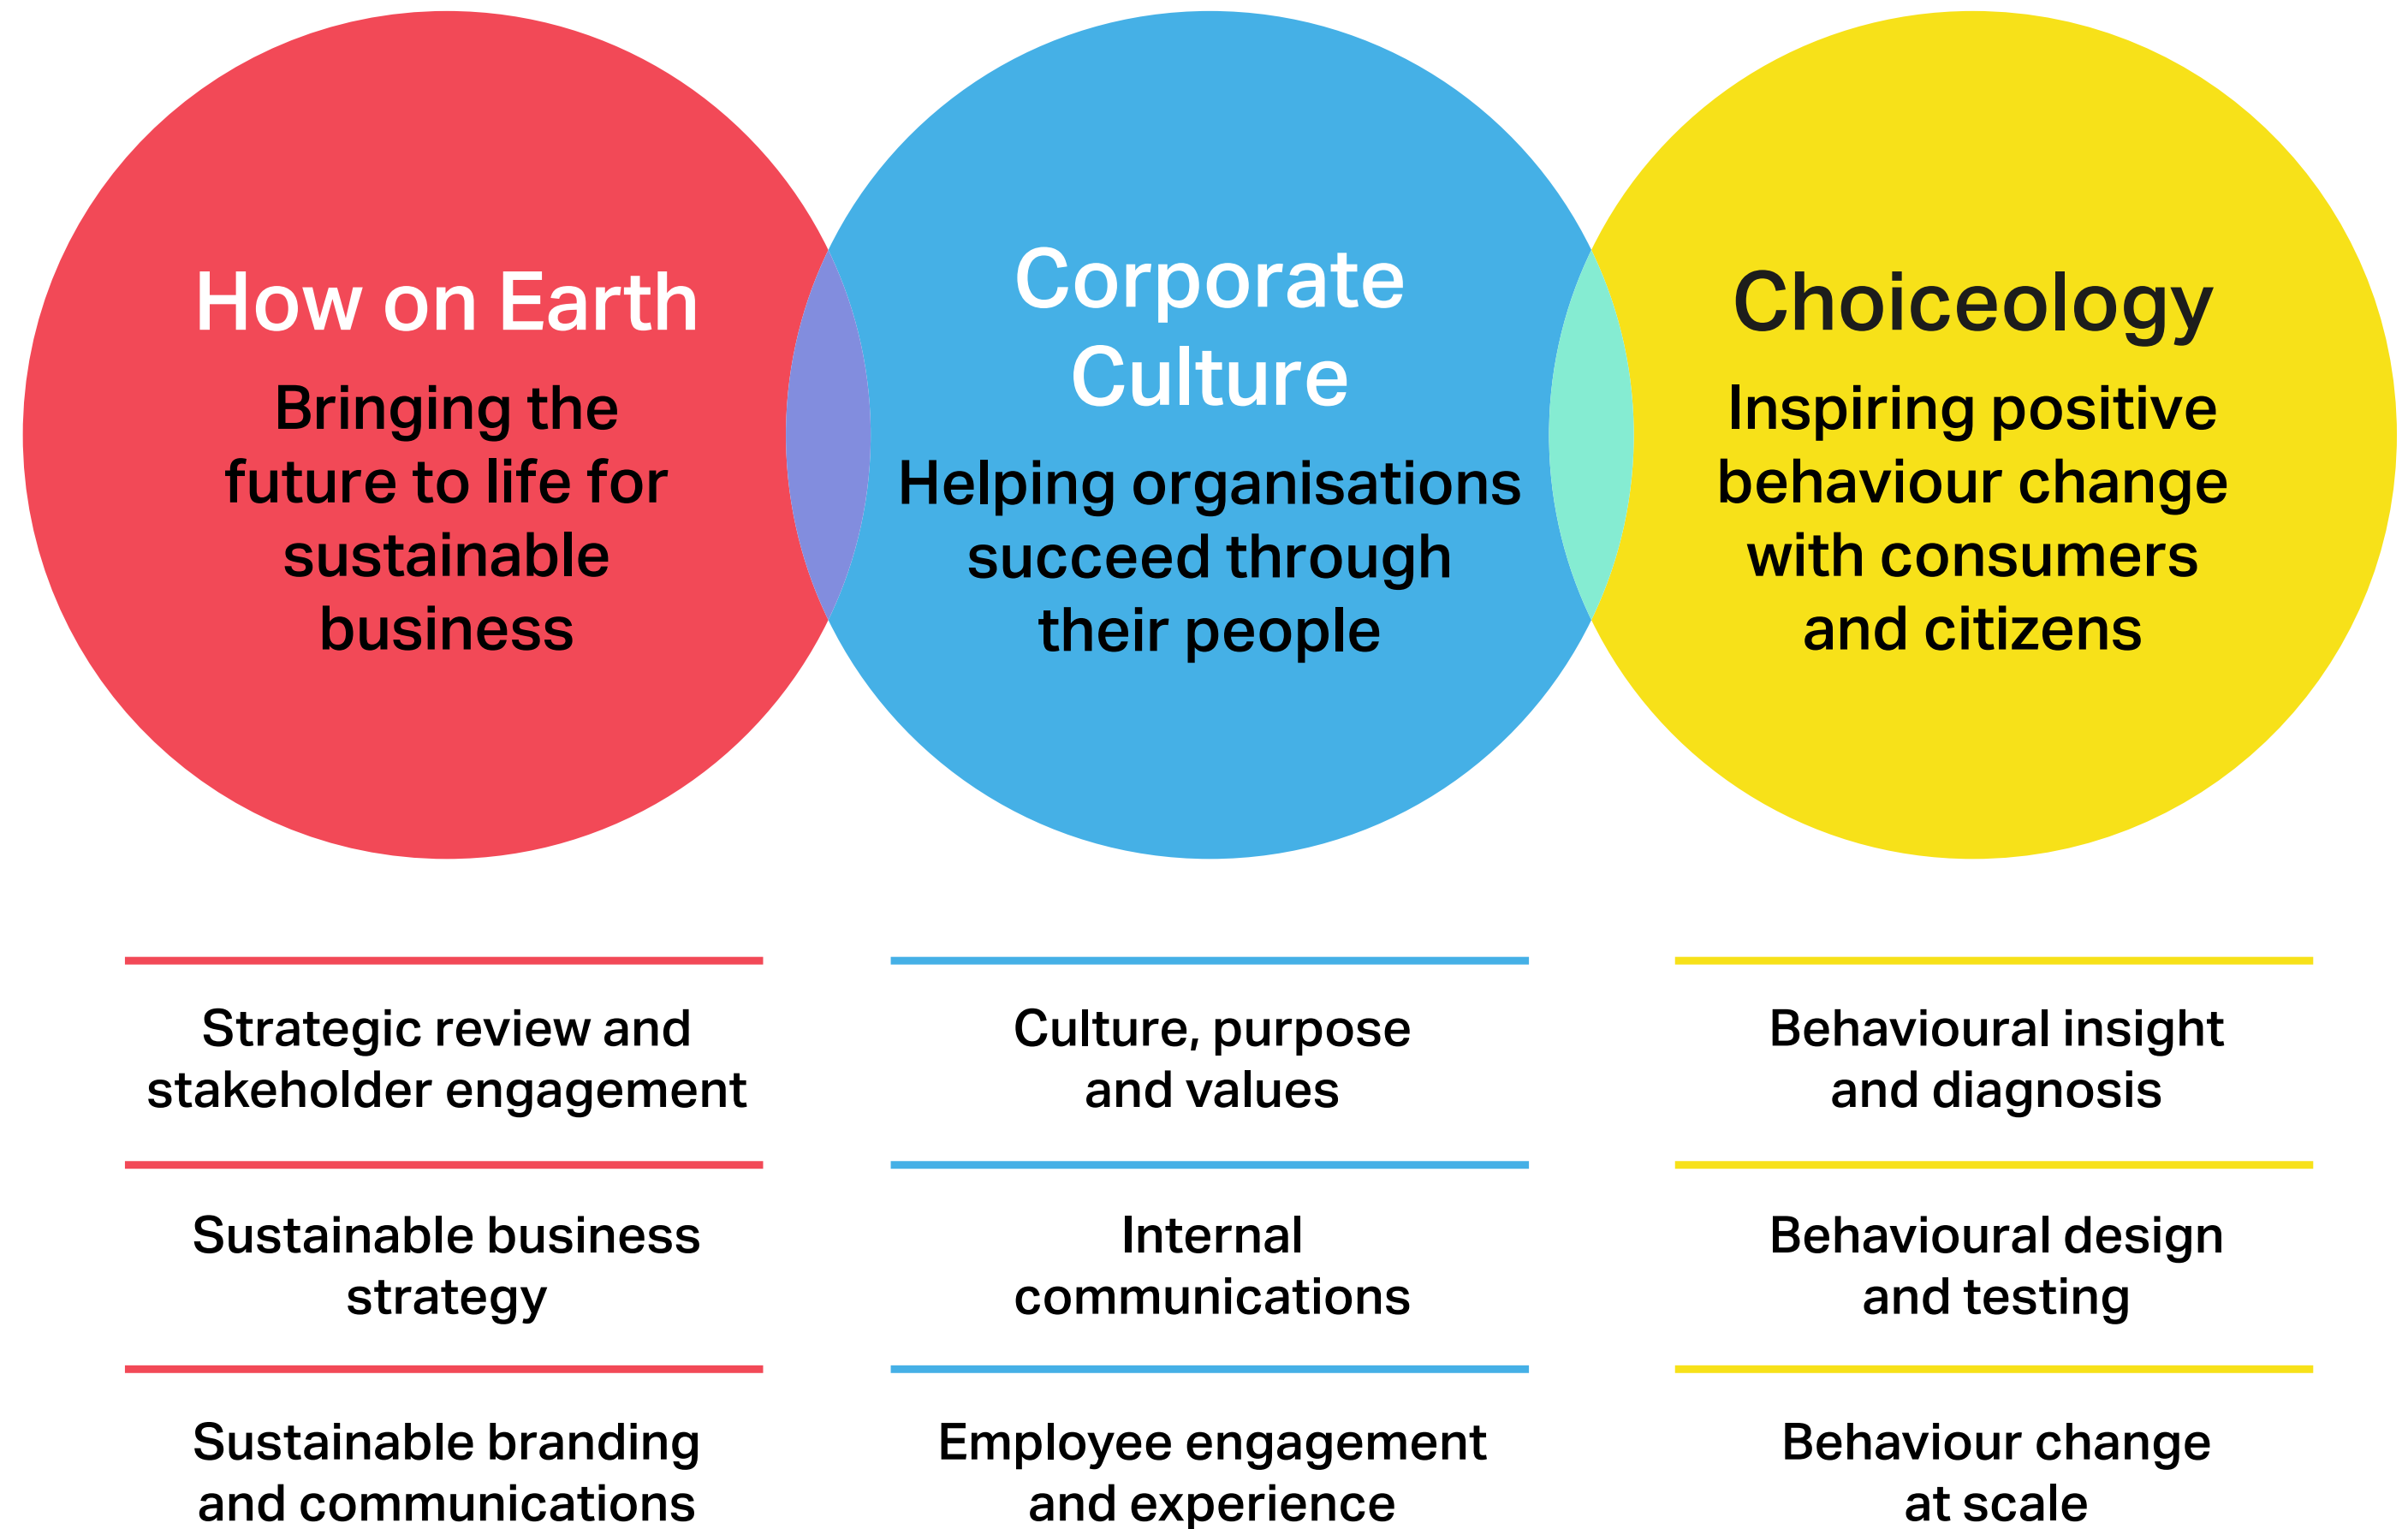 How on Earth
Bringing the
future to life for
sustainable
business
Corporate
Culture
Helping organisations
succeed through
their people
Choiceology
Inspiring positive
behaviour change
with consumers
and citizens
Strategic review and
stakeholder engagement
Sustainable business
strategy
Sustainable branding
and communications
Culture, purpose
and values
Internal
communications
Employee engagement
and experience
Behavioural insight
and diagnosis
Behavioural design
and testing
Behaviour change
at scale